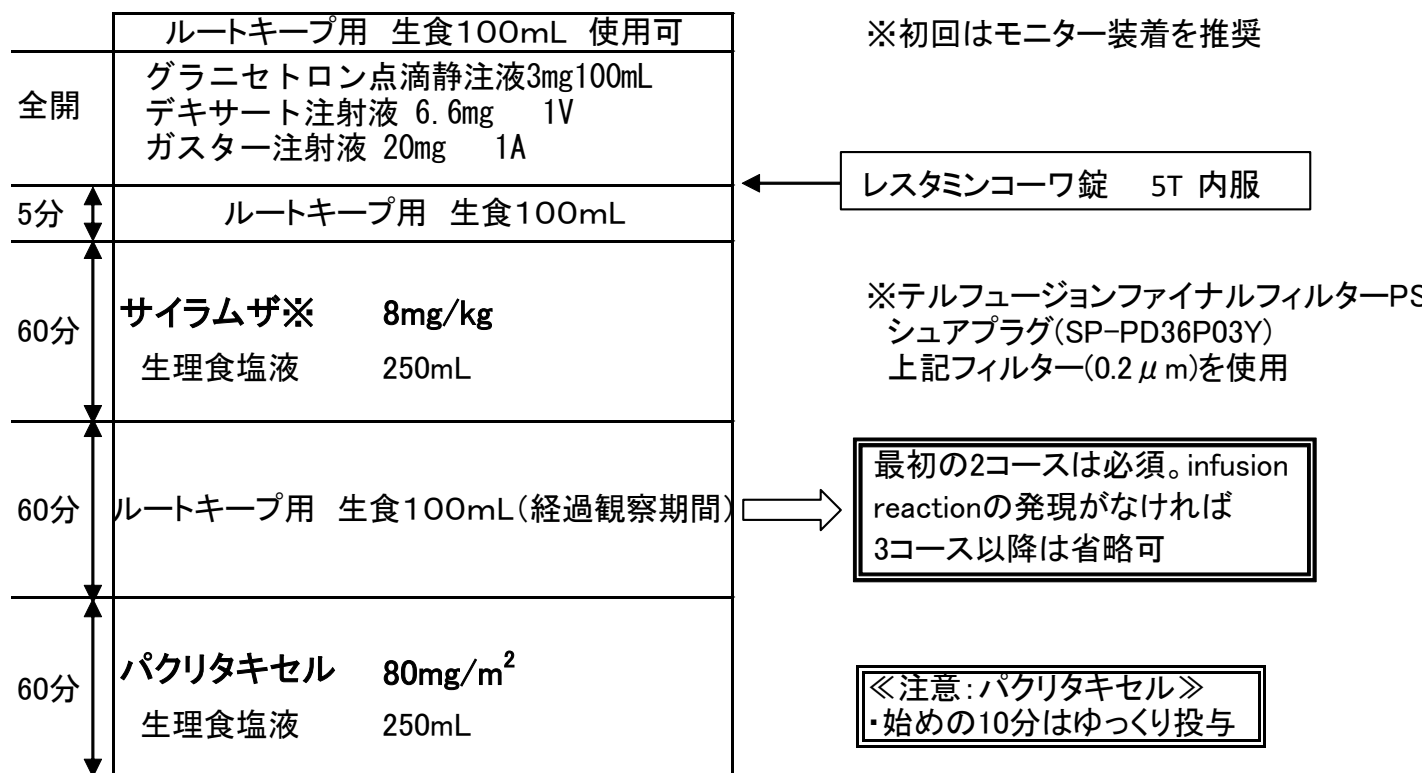 ルートキープ用 生食100mL 使用可
※初回はモニター装着を推奨
全開
グラニセトロン点滴静注液3mg100mL
デキサート注射液 6.6mg 1V
ガスター注射液 20mg 1A
レスタミンコーワ錠 5T 内服
5分
ルートキープ用 生食100mL
60分
サイラムザ※ 8mg/kg
生理食塩液 250mL
※テルフュージョンファイナルフィルターPS
シュアプラグ(SP-PD36P03Y)
上記フィルター(0.2μm)を使用
60分
ルートキープ用 生食100mL(経過観察期間)
最初の2コースは必須。infusion
reactionの発現がなければ
3コース以降は省略可
60分
パクリタキセル 80mg/m²
生理食塩液 250mL
≪注意:パクリタキセル≫
・始めの10分はゆっくり投与